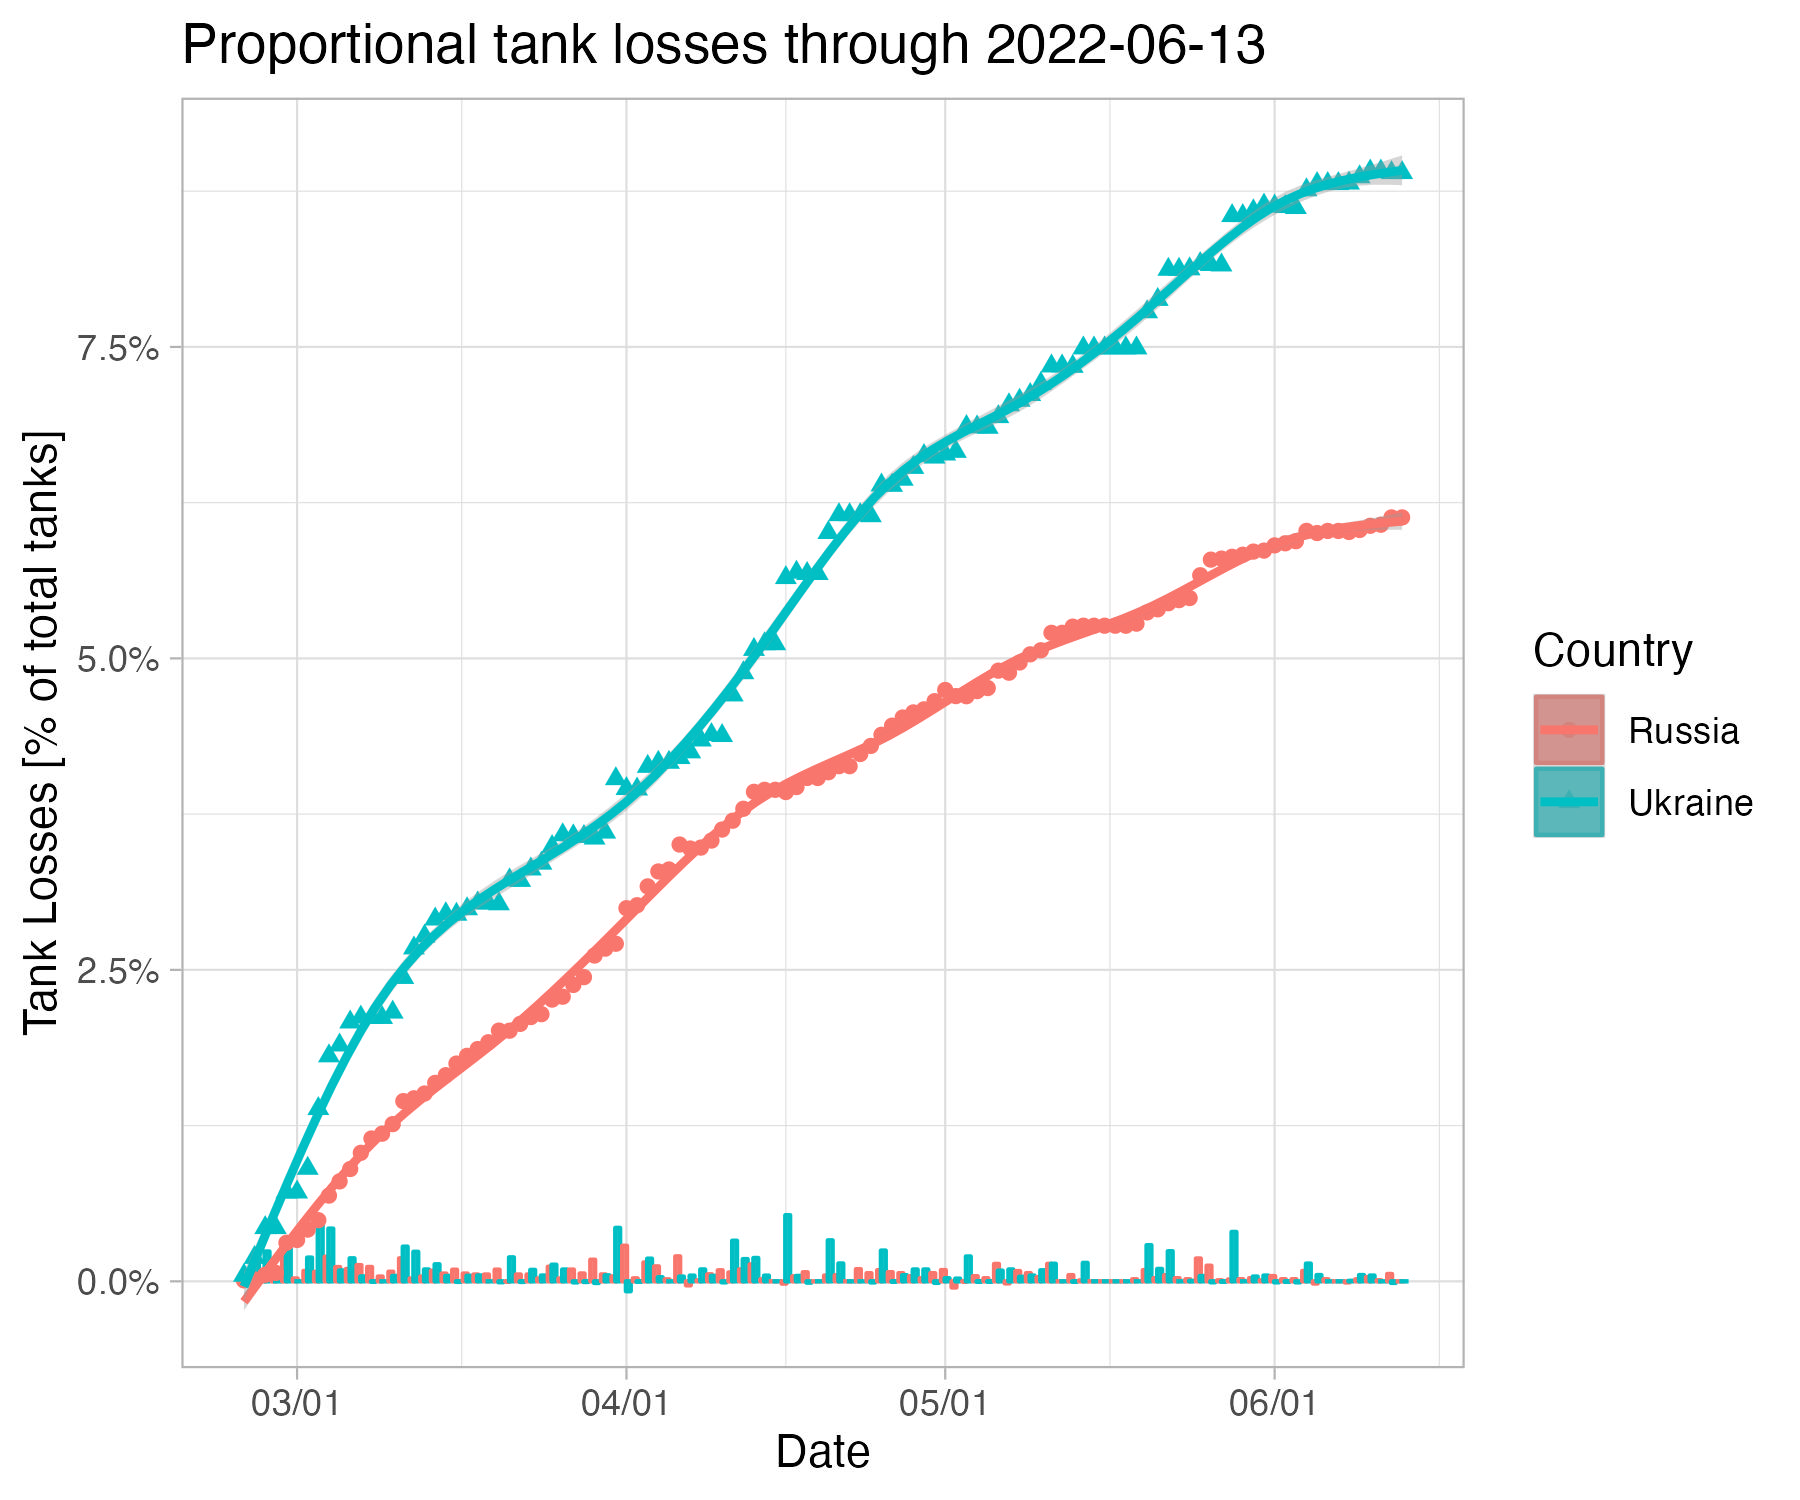 Proportional tank losses through 2022-06-13
Tank Losses [% of total tanks]
7.5%
5.0%
2.5%
0.0%
03/01
04/01
05/01
06/01
Date
Country
Russia
Ukraine